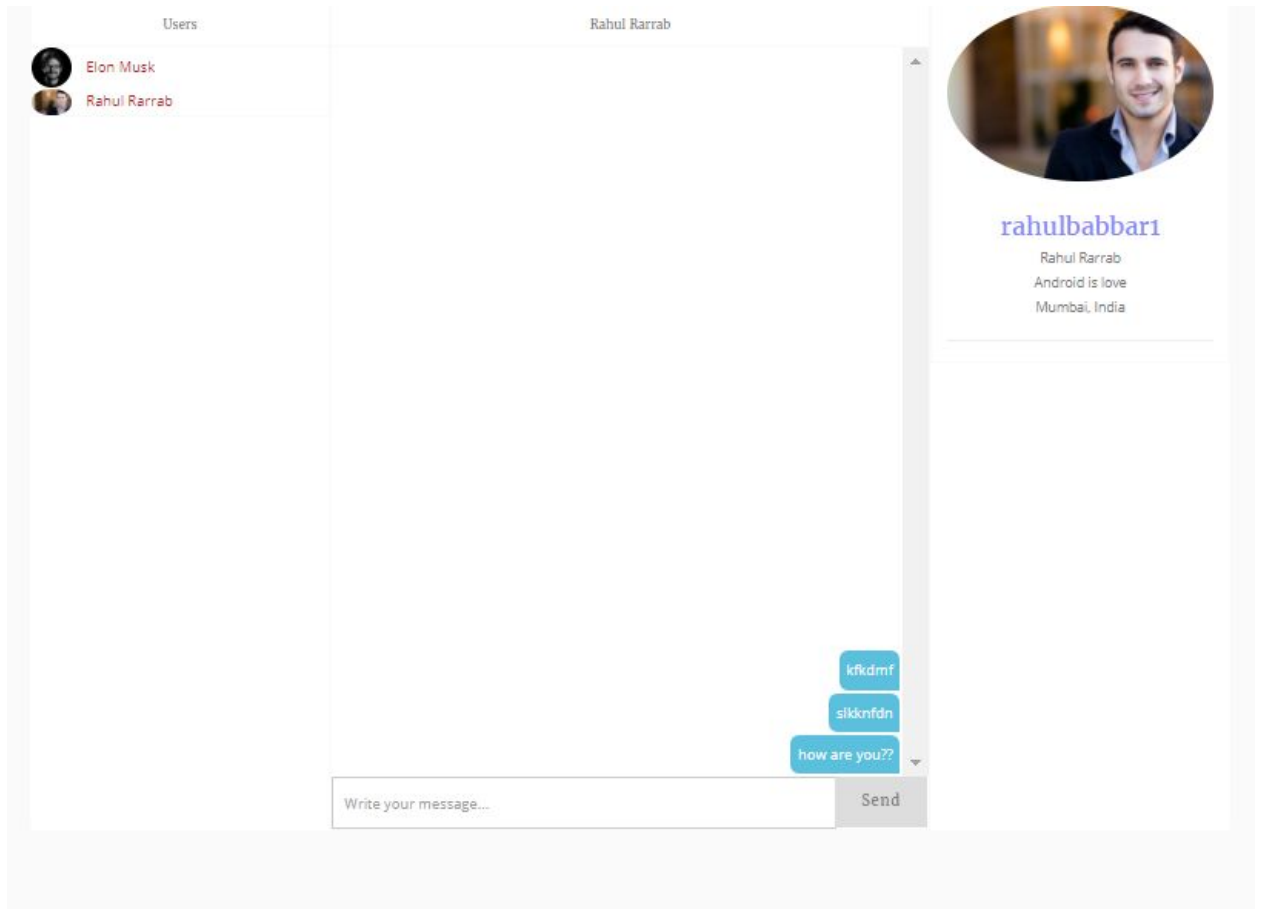 Users
Elon Musk
Rahul Rarrab
Rahul Rarrab
kfkdmf
slkknfdn
how are you??
Write your message...
Send
rahulbabbar1
Rahul Rarrab
Android is love
Mumbai, India